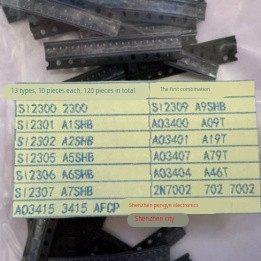 13 types, 10 pieces each, 120 pieces in total
The first combination
SI2300 2300
SI2309 A9SHB
SI2301 A1SHB
AO3400 A09T
SI2302 A2SHB
AO3401 A19T
SI2305 A5SHB
AO3407 A79T
SI2306 A6SHB
AO3404 A46T
SI2307 A7SHB
2N7002 702 7002
AO3415 3415 AFCP
Shenzhen pengye electronics
Shenzhen city